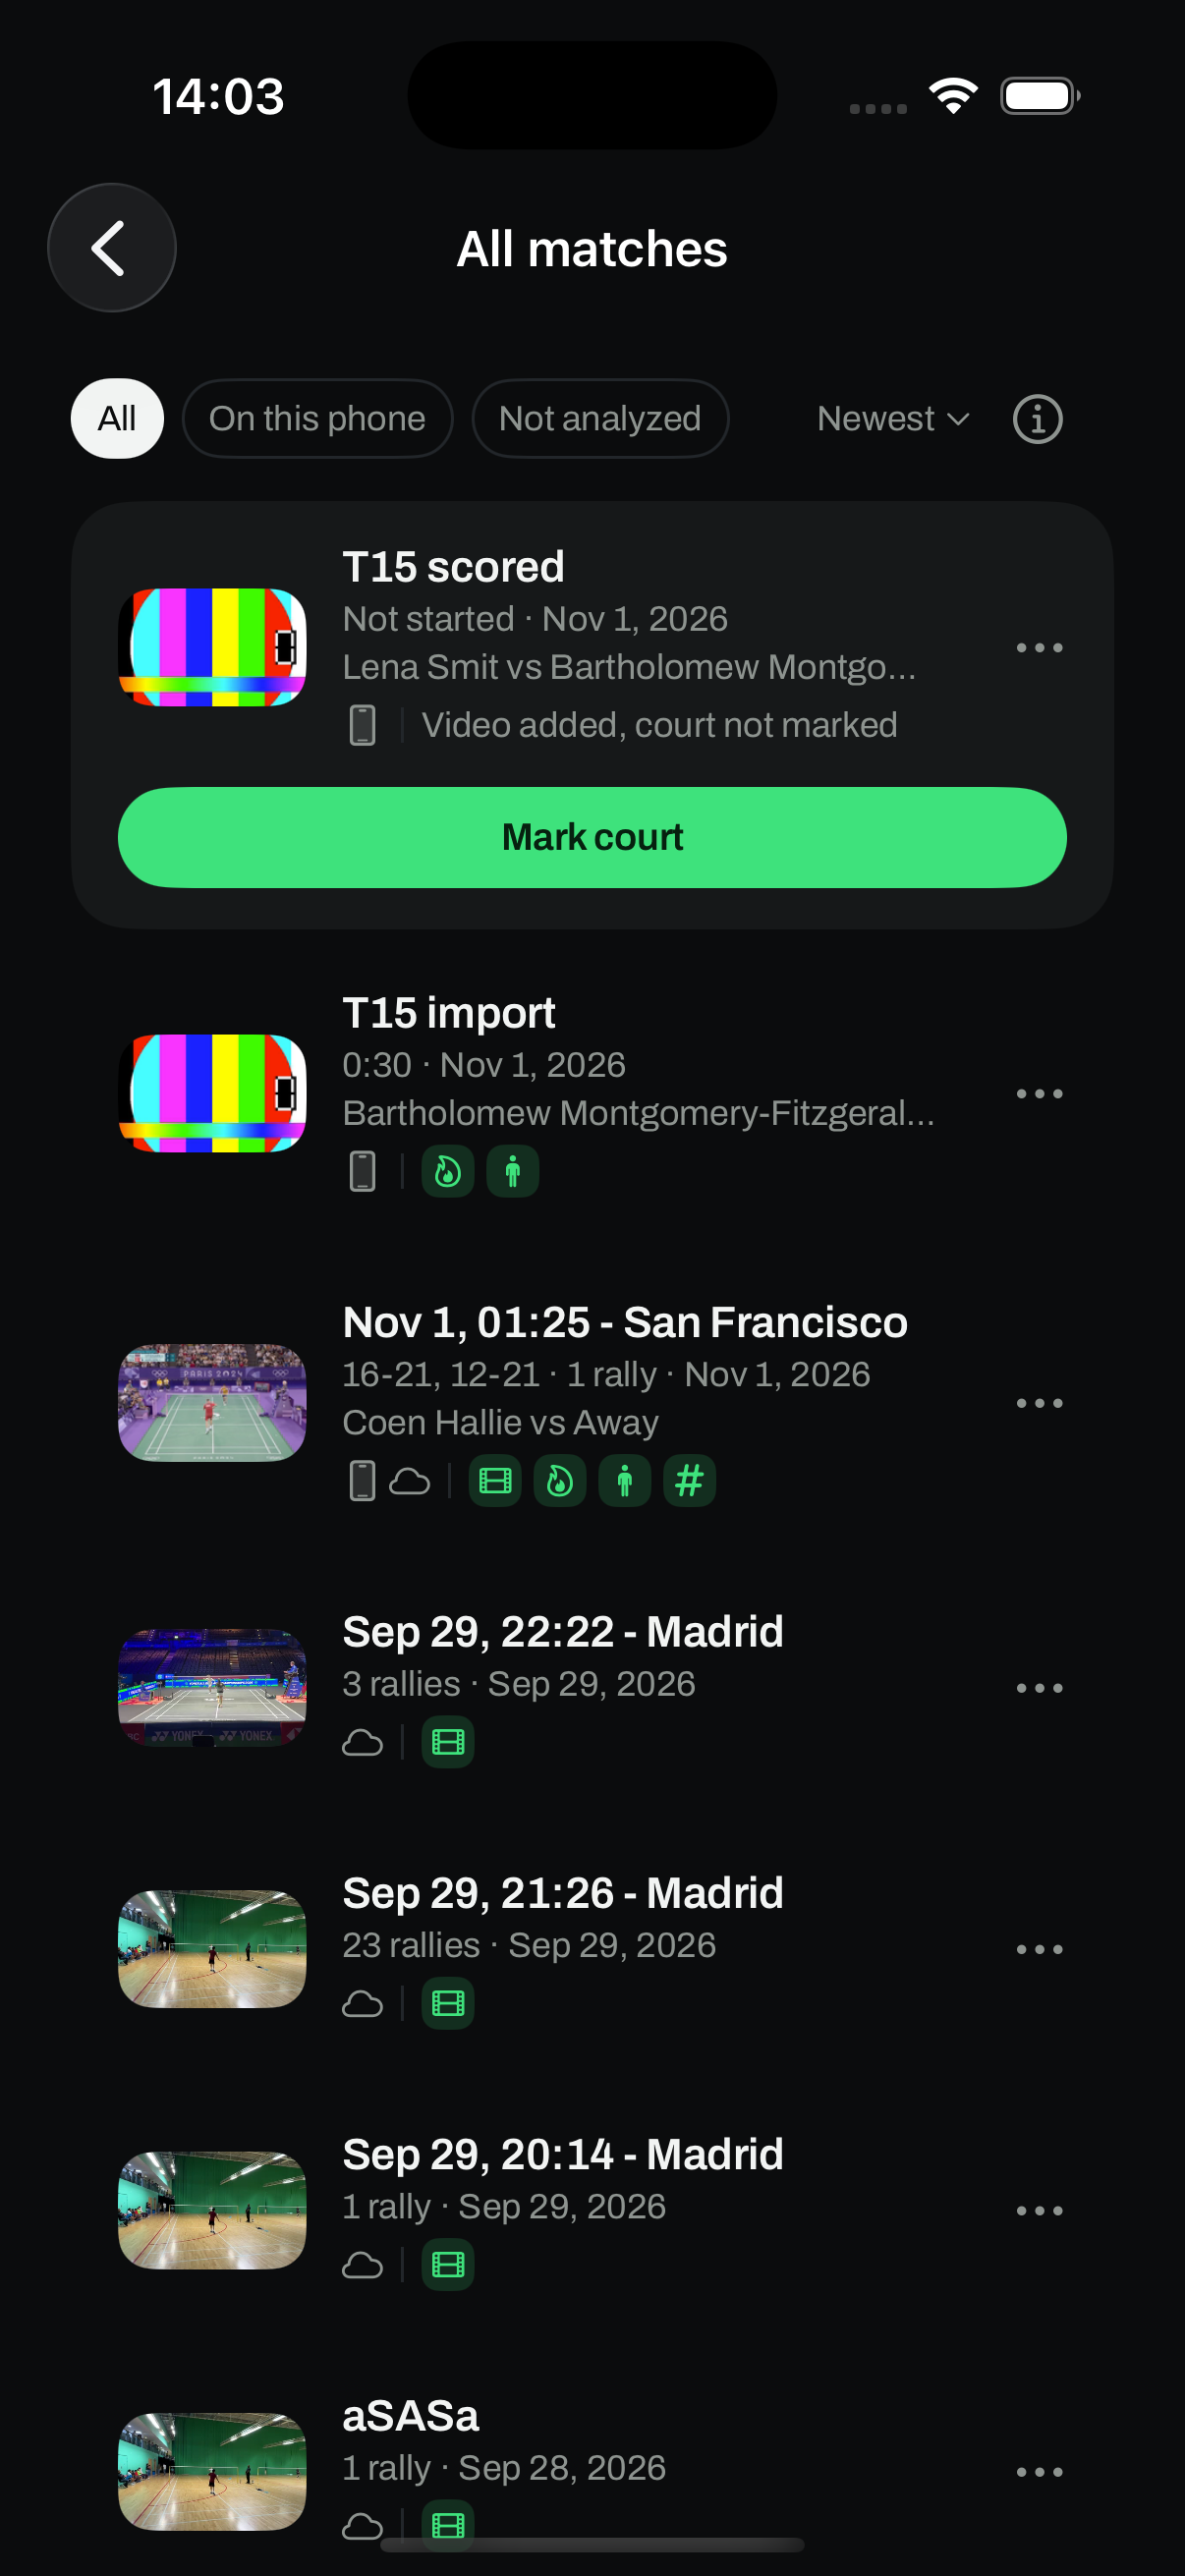 14:03
All matches
All
On this phone
Not analyzed
Newest
T15 scored
Not started · Nov 1, 2026
Lena Smit vs Bartholomew Montgo...
Video added, court not marked
Mark court
T15 import
0:30 · Nov 1, 2026
Bartholomew Montgomery-Fitzgeral...
Nov 1, 01:25 - San Francisco
16-21, 12-21 · 1 rally · Nov 1, 2026
Coen Hallie vs Away
PARIS 2024
#
Sep 29, 22:22 - Madrid
3 rallies · Sep 29, 2026
YONEX YONEX
Sep 29, 21:26 - Madrid
23 rallies · Sep 29, 2026
Sep 29, 20:14 - Madrid
1 rally · Sep 29, 2026
aSASa
1 rally · Sep 28, 2026